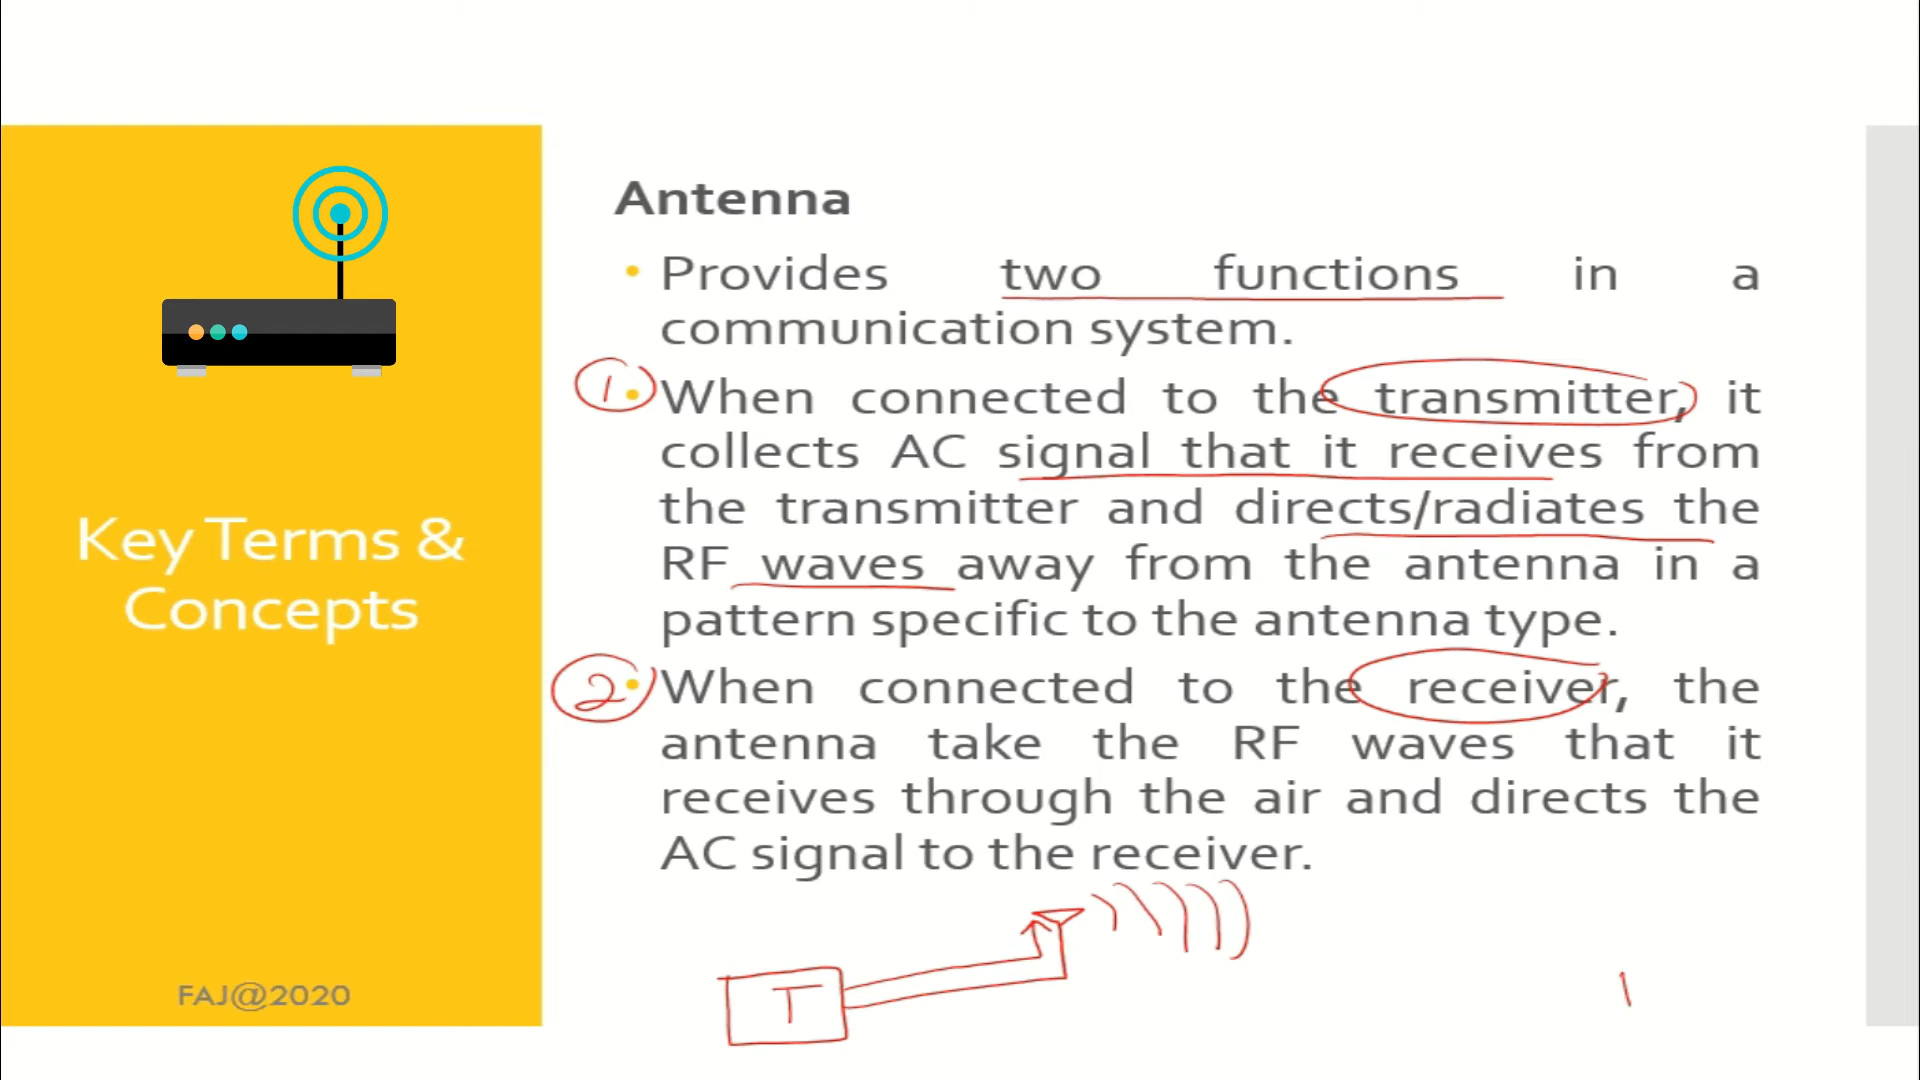 Antenna
• Provides two functions in a
communication system.
1 • When connected to the transmitter, it
collects AC signal that it receives from
the transmitter and directs/radiates the
RF waves away from the antenna in a
pattern specific to the antenna type.
2 • When connected to the receiver, the
antenna take the RF waves that it
receives through the air and directs the
AC signal to the receiver.
Key Terms &
Concepts
FAJ@2020
T